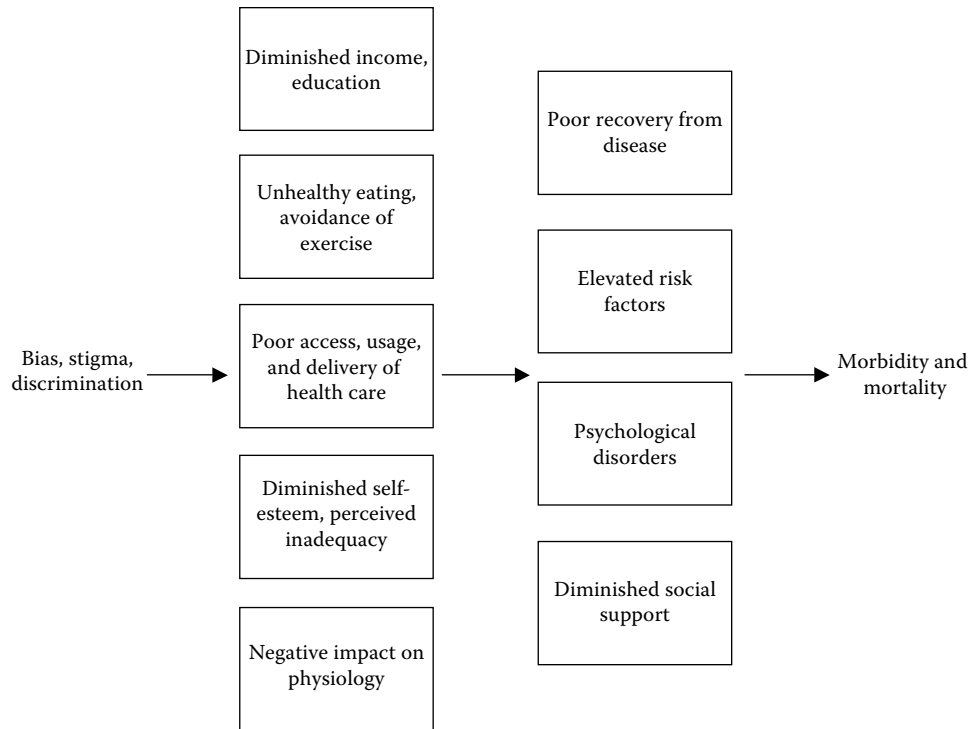 Bias, stigma,
discrimination
Diminished income,
education
Unhealthy eating,
avoidance of
exercise
Poor access, usage,
and delivery of
health care
Diminished self-
esteem, perceived
inadequacy
Negative impact on
physiology
Poor recovery from
disease
Elevated risk
factors
Psychological
disorders
Diminished social
support
Morbidity and
mortality